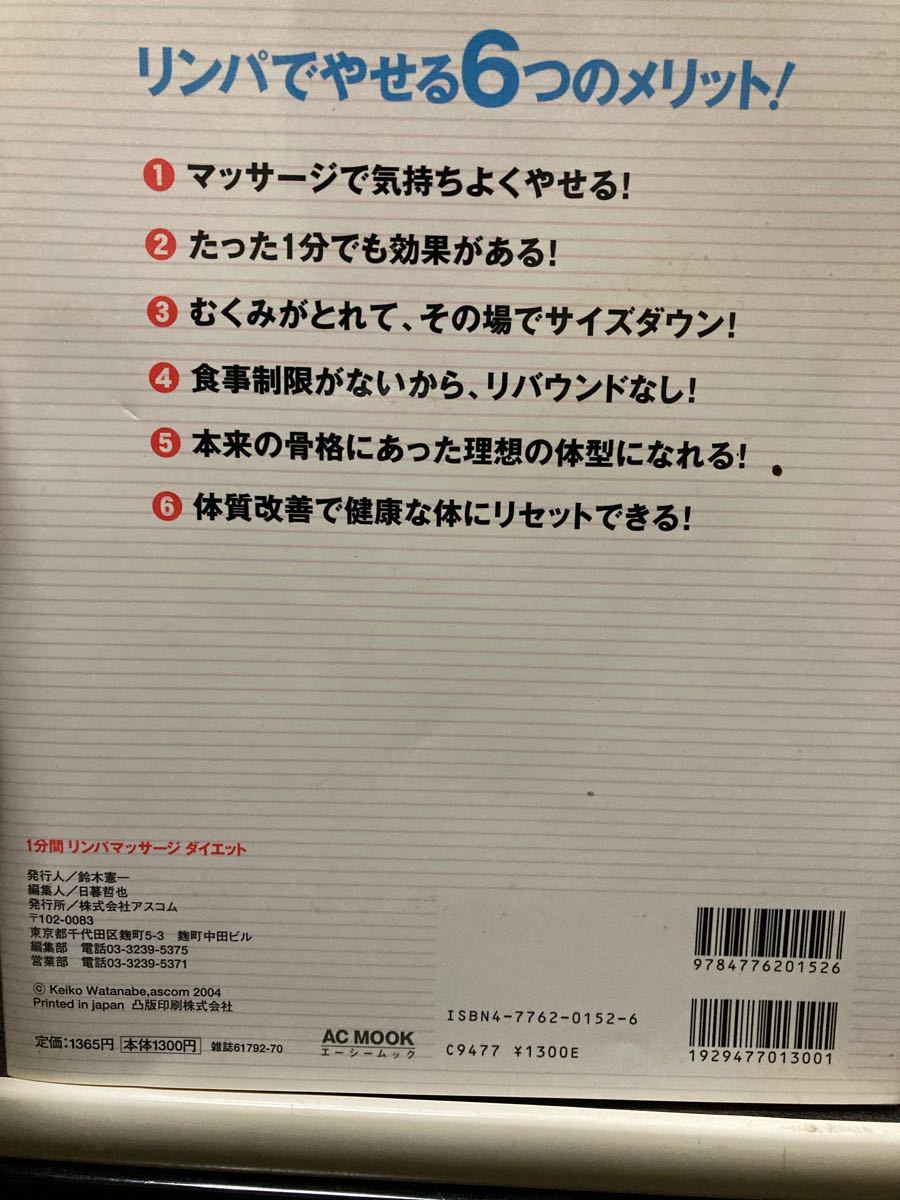 リンパでやせる6つのメリット!
1 マッサージで気持ちよくやせる!
2 たった1分でも効果がある!
3 むくみがとれて、その場でサイズダウン!
4 食事制限がないから、リバウンドなし!
5 本来の骨格にあった理想の体型になれる!
6 体質改善で健康な体にリセットできる!
1分間 リンパマッサージ ダイエット
発行人/鈴木憲一
編集人/日暮哲也
発行所/株式会社アスコム
〒102-0083
東京都千代田区麹町5-3 麹町中田ビル
編集部 電話03-3239-5375
営業部 電話03-3239-5371
© Keiko Watanabe,ascom 2004
Printed in japan 凸版印刷株式会社
定価:1365円 本体1300円 雑誌61792-70
AC MOOK
エーシームック
9784776201526
ISBN4-7762-0152-6
C9477 ¥1300E
1929477013001